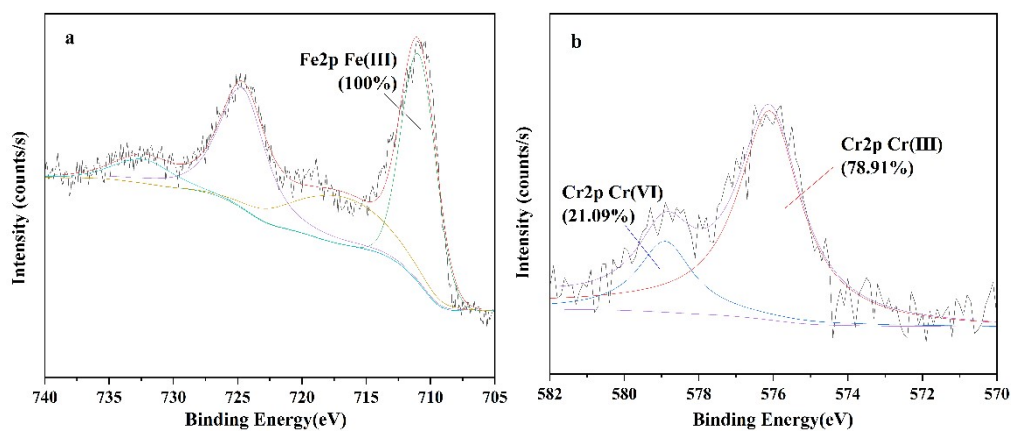 a
Fe2p Fe(III)
(100%)
Intensity (counts/s)
740 735 730 725 720 715 710 705
Binding Energy(eV)
b
Cr2p Cr(III)
(78.91%)
Cr2p Cr(VI)
(21.09%)
Intensity (counts/s)
582 580 578 576 574 572 570
Binding Energy(eV)